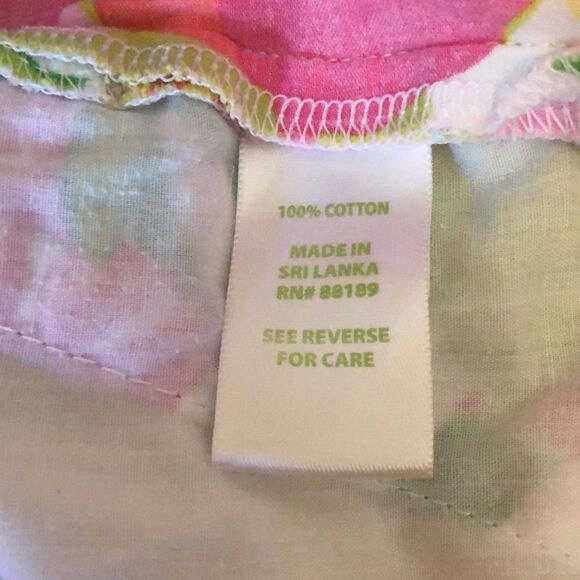 100% COTTON
MADE IN
SRI LANKA
RN# 88189
SEE REVERSE
FOR CARE